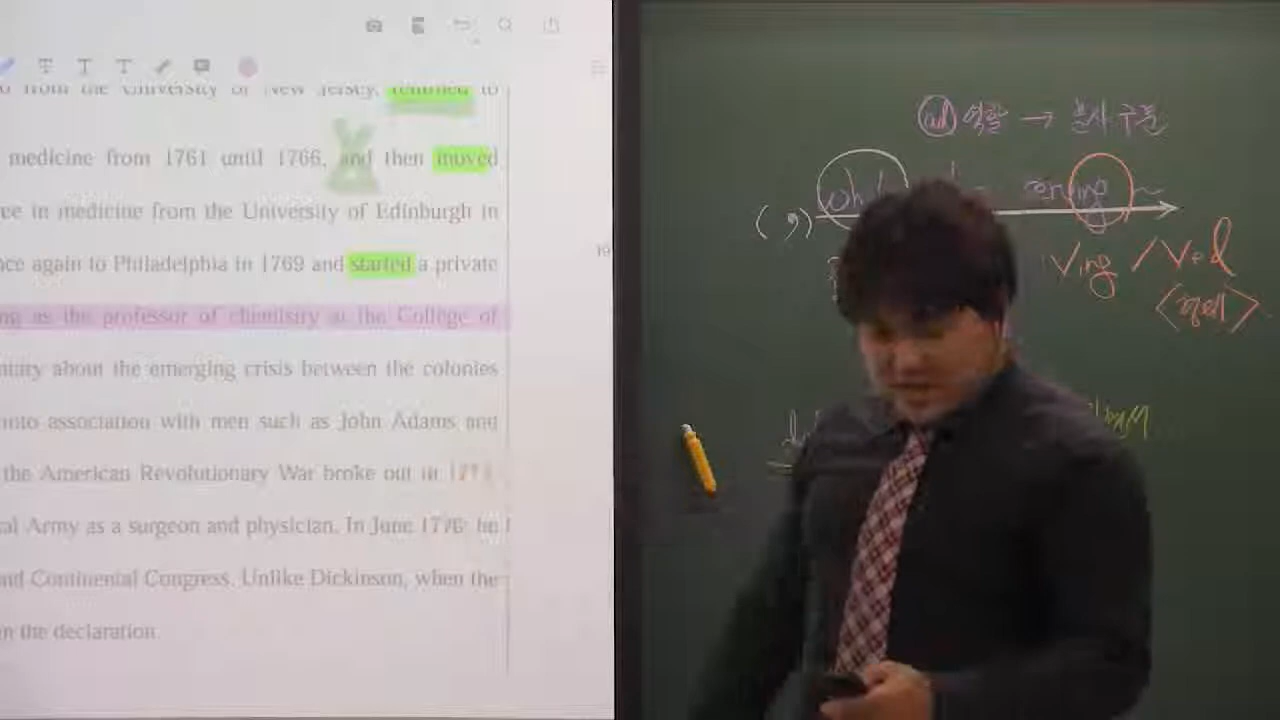 from the University of New Jersey, returned to
medicine from 1761 until 1766, and then moved
ee in medicine from the University of Edinburgh in
nce again to Philadelphia in 1769 and started a private
ng as the professor of chemistry at the College of
ntary about the emerging crisis between the colonies
into association with men such as John Adams and
the American Revolutionary War broke out in
al Army as a surgeon and physician. In June 1776, he
nd Continental Congress. Unlike Dickinson, when the
n the declaration.
19
ad 역할 → 분사구문
(,) serving ~
Ving / Ved